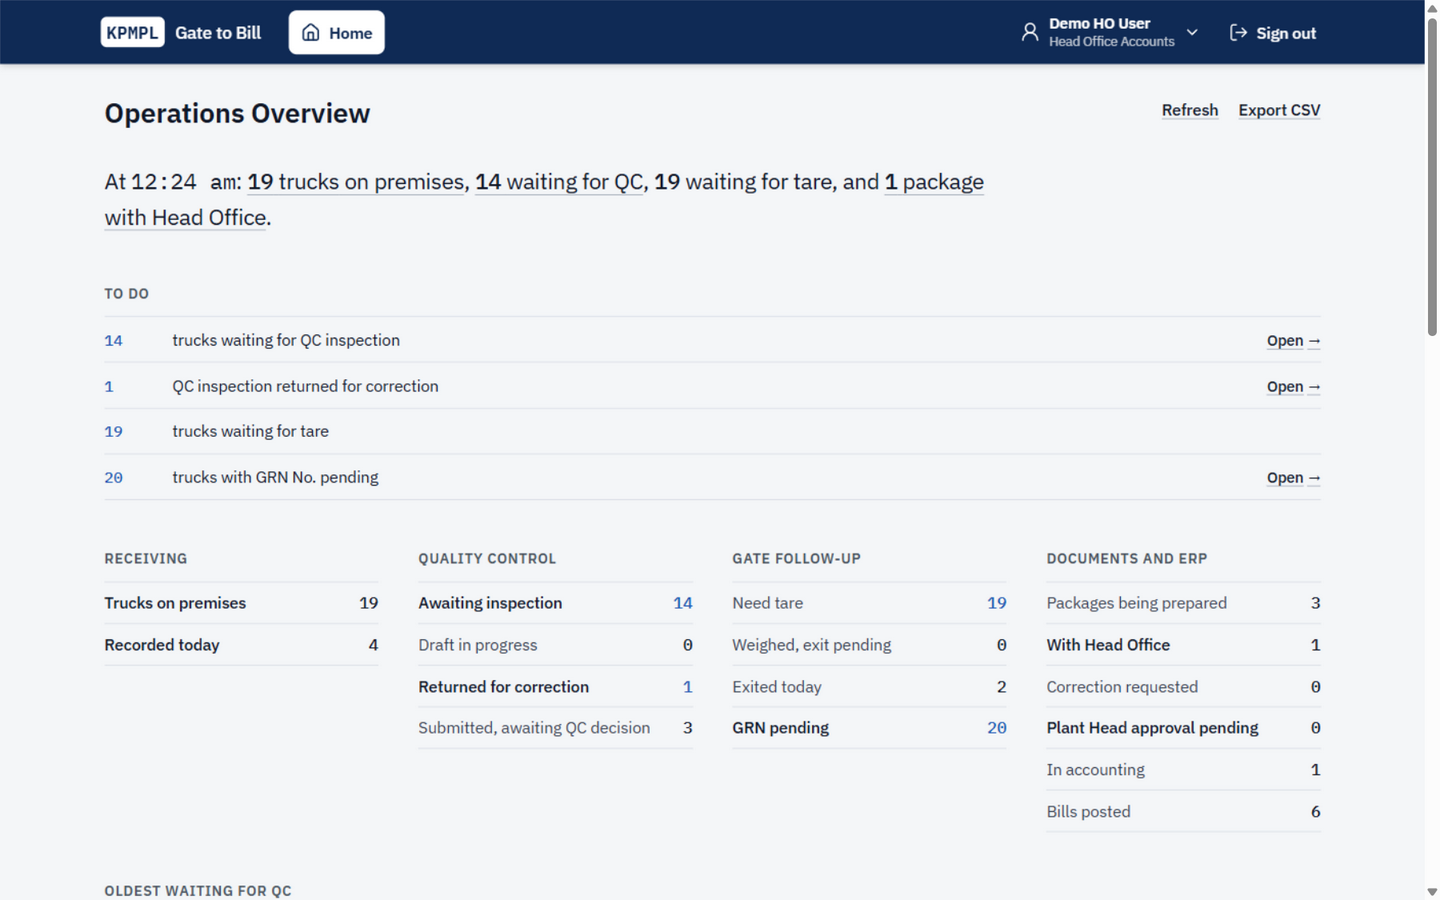 KPMPL Gate to Bill Home
Demo HO User
Head Office Accounts
Sign out
Operations Overview
Refresh Export CSV
At 12:24 am: 19 trucks on premises, 14 waiting for QC, 19 waiting for tare, and 1 package
with Head Office.
TO DO
14 trucks waiting for QC inspection Open →
1 QC inspection returned for correction Open →
19 trucks waiting for tare
20 trucks with GRN No. pending Open →
RECEIVING
Trucks on premises 19
Recorded today 4
QUALITY CONTROL
Awaiting inspection 14
Draft in progress 0
Returned for correction 1
Submitted, awaiting QC decision 3
GATE FOLLOW-UP
Need tare 19
Weighed, exit pending 0
Exited today 2
GRN pending 20
DOCUMENTS AND ERP
Packages being prepared 3
With Head Office 1
Correction requested 0
Plant Head approval pending 0
In accounting 1
Bills posted 6
OLDEST WAITING FOR QC